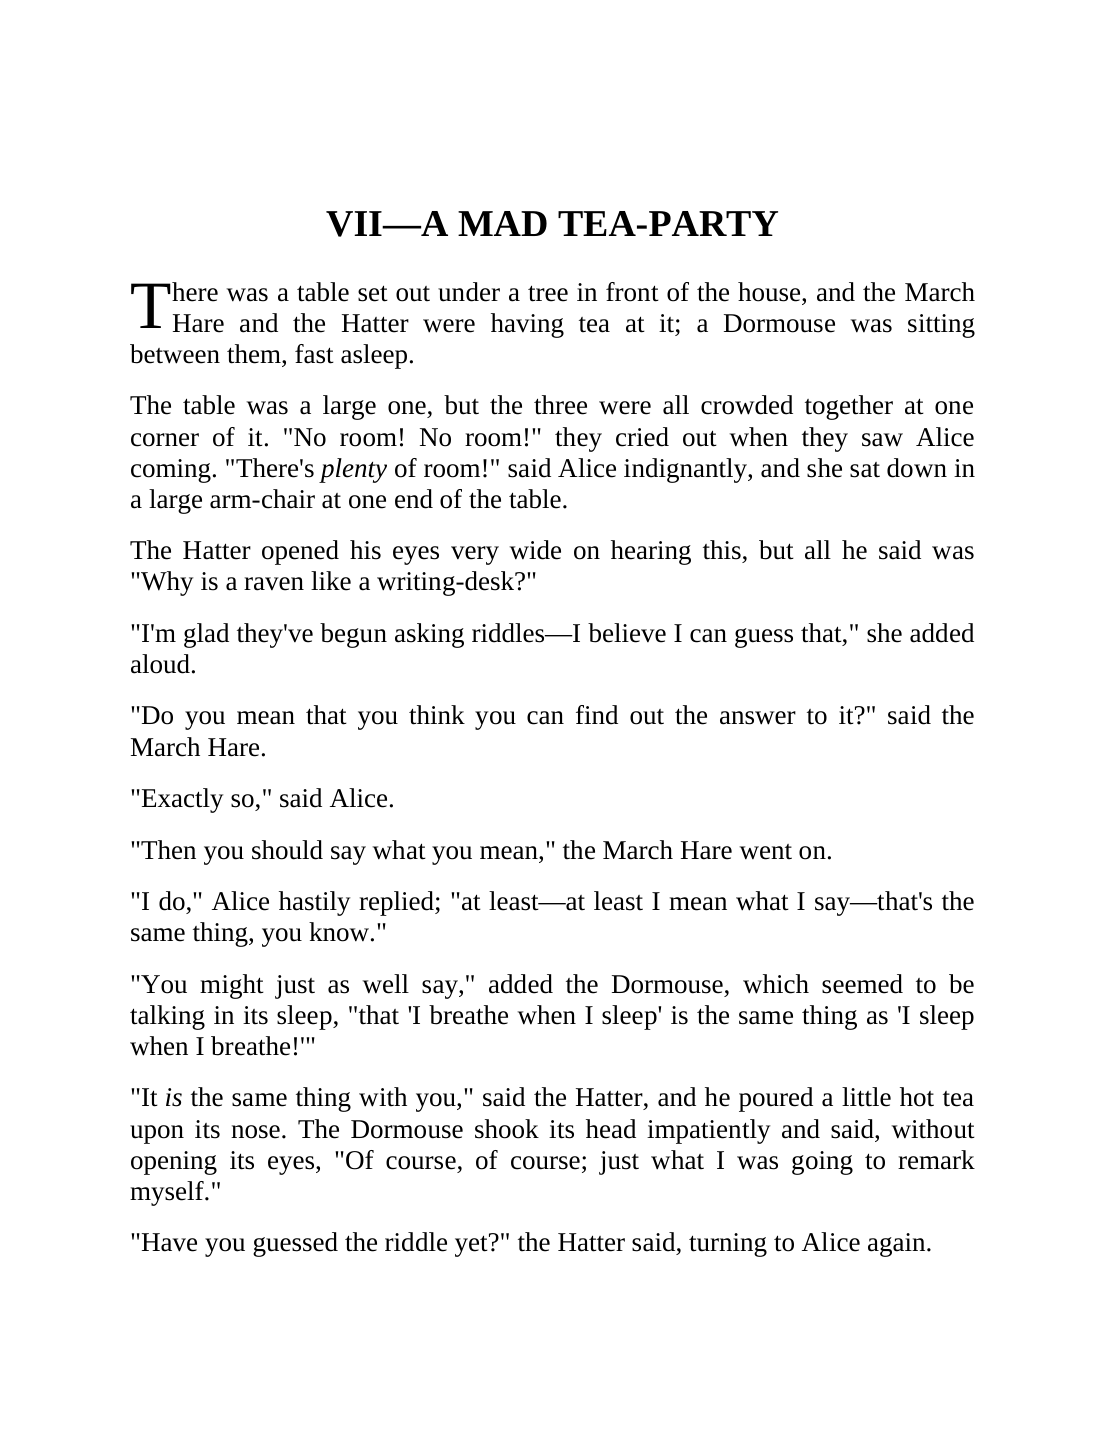 VII—A MAD TEA-PARTY
There was a table set out under a tree in front of the house, and the March
Hare and the Hatter were having tea at it; a Dormouse was sitting
between them, fast asleep.
The table was a large one, but the three were all crowded together at one
corner of it. "No room! No room!" they cried out when they saw Alice
coming. "There's plenty of room!" said Alice indignantly, and she sat down in
a large arm-chair at one end of the table.
The Hatter opened his eyes very wide on hearing this, but all he said was
"Why is a raven like a writing-desk?"
"I'm glad they've begun asking riddles—I believe I can guess that," she added
aloud.
"Do you mean that you think you can find out the answer to it?" said the
March Hare.
"Exactly so," said Alice.
"Then you should say what you mean," the March Hare went on.
"I do," Alice hastily replied; "at least—at least I mean what I say—that's the
same thing, you know."
"You might just as well say," added the Dormouse, which seemed to be
talking in its sleep, "that 'I breathe when I sleep' is the same thing as 'I sleep
when I breathe!'"
"It is the same thing with you," said the Hatter, and he poured a little hot tea
upon its nose. The Dormouse shook its head impatiently and said, without
opening its eyes, "Of course, of course; just what I was going to remark
myself."
"Have you guessed the riddle yet?" the Hatter said, turning to Alice again.